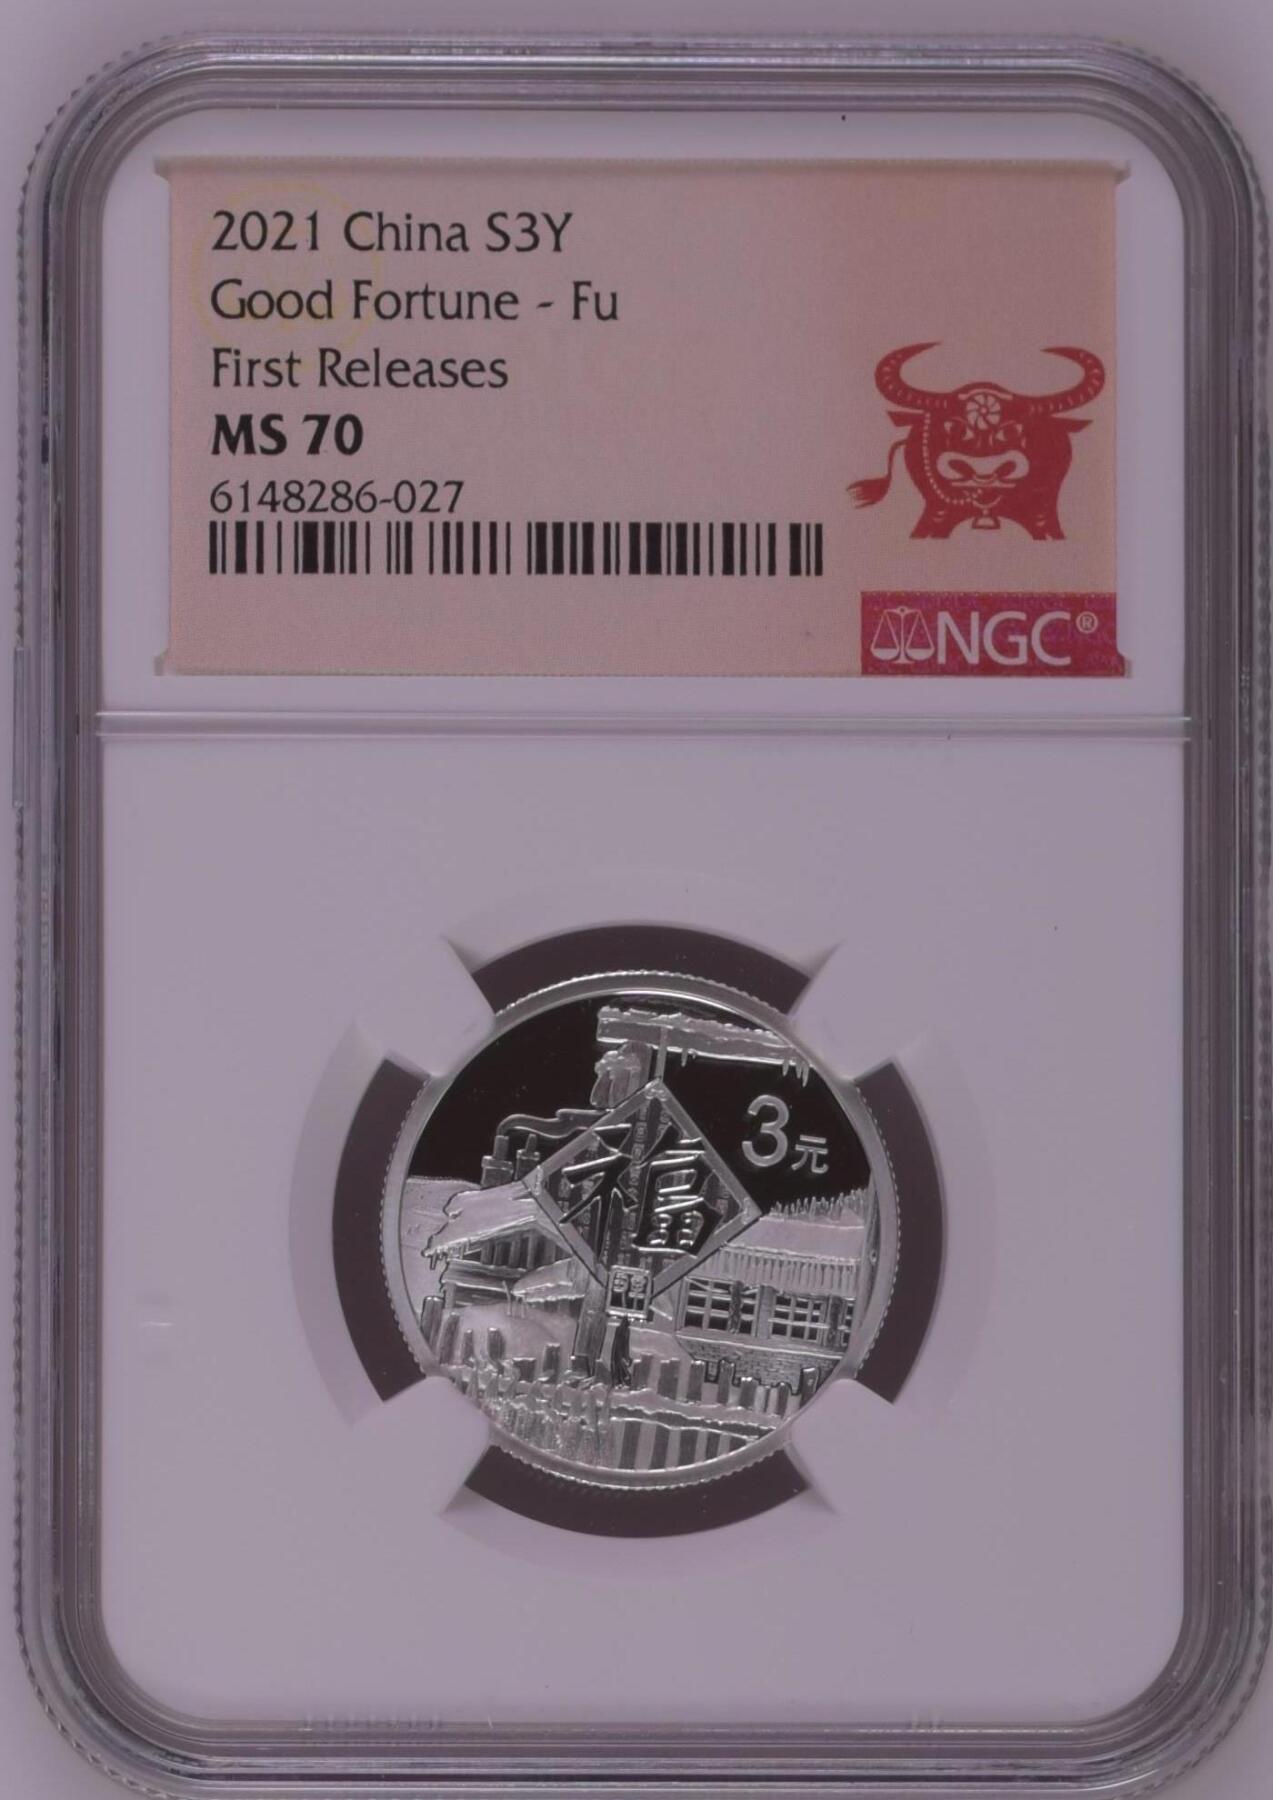 2021 China S3Y
Good Fortune - Fu
First Releases
MS 70
6148286-027
NGC®
3元
福